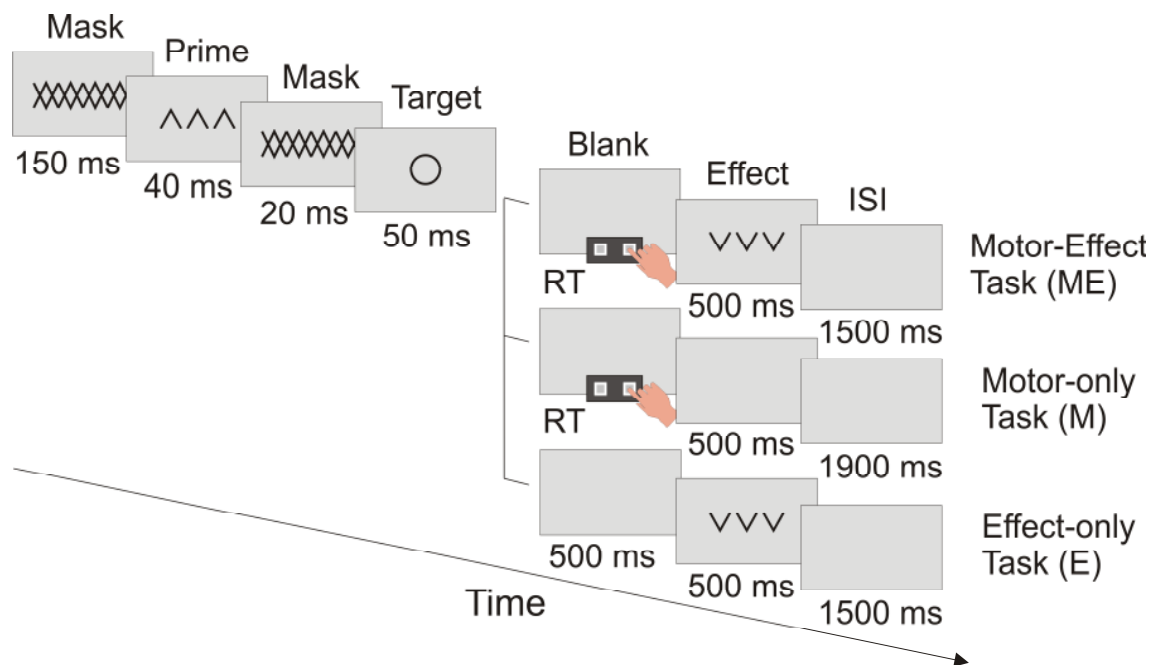 Mask
Prime
Mask
Target
150 ms
40 ms
20 ms
50 ms
Blank
Effect
ISI
RT
500 ms
1500 ms
Motor-Effect
Task (ME)
RT
500 ms
1900 ms
Motor-only
Task (M)
500 ms
500 ms
1500 ms
Effect-only
Task (E)
Time